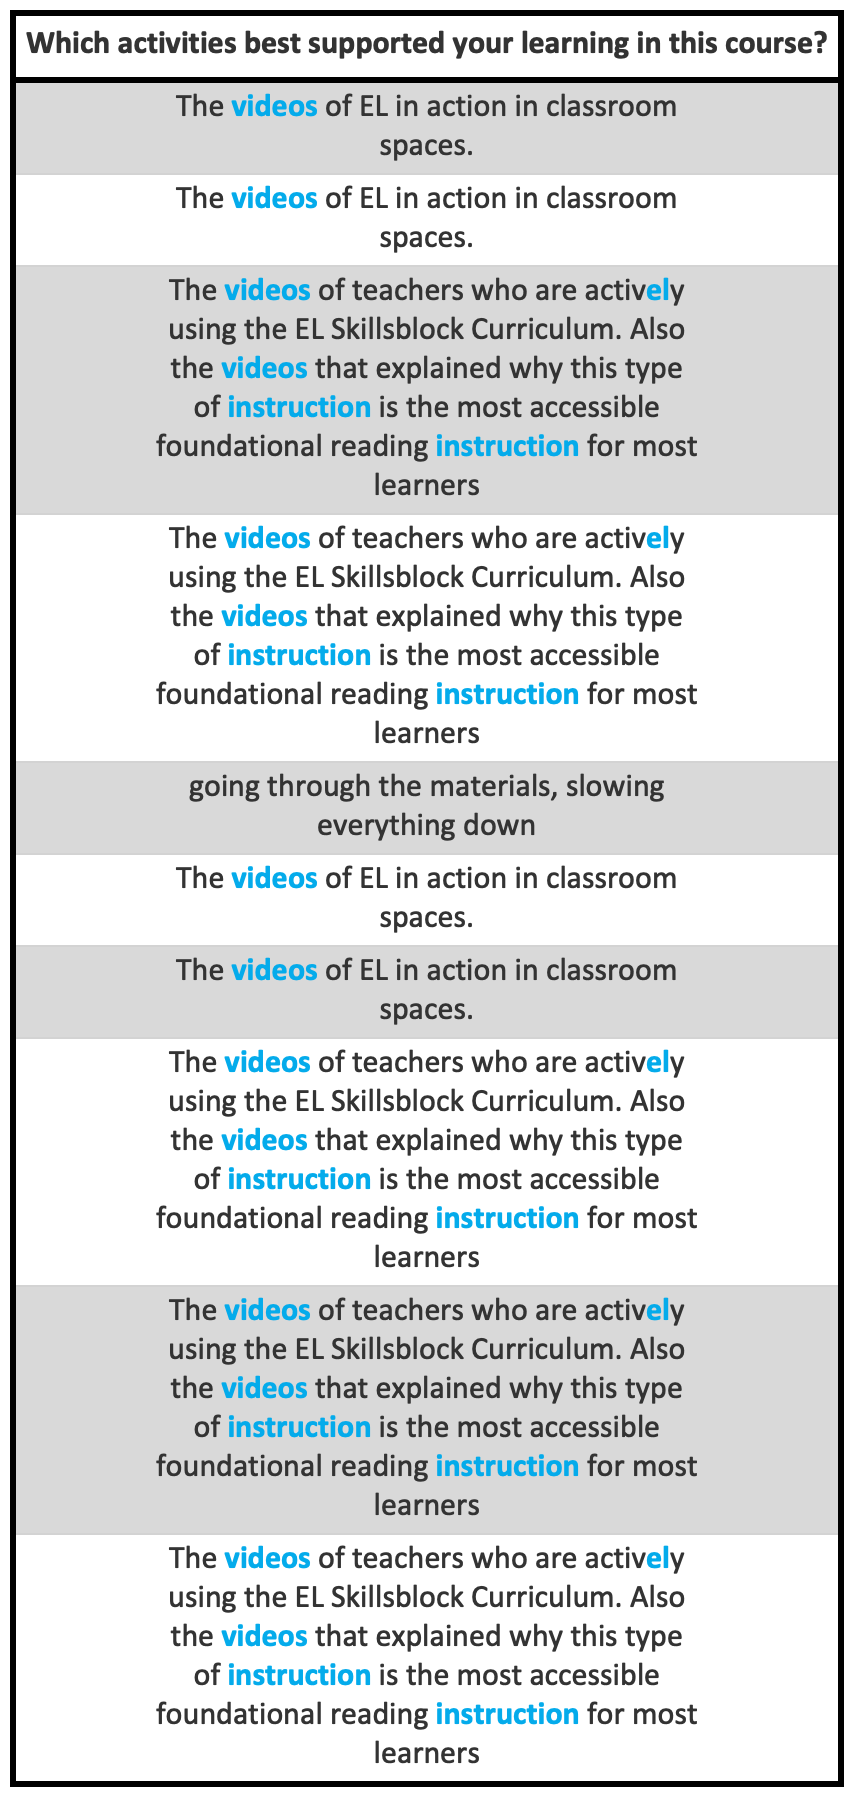 Which activities best supported your learning in this course?
The videos of EL in action in classroom
spaces.
The videos of EL in action in classroom
spaces.
The videos of teachers who are actively
using the EL Skillsblock Curriculum. Also
the videos that explained why this type
of instruction is the most accessible
foundational reading instruction for most
learners
The videos of teachers who are actively
using the EL Skillsblock Curriculum. Also
the videos that explained why this type
of instruction is the most accessible
foundational reading instruction for most
learners
going through the materials, slowing
everything down
The videos of EL in action in classroom
spaces.
The videos of EL in action in classroom
spaces.
The videos of teachers who are actively
using the EL Skillsblock Curriculum. Also
the videos that explained why this type
of instruction is the most accessible
foundational reading instruction for most
learners
The videos of teachers who are actively
using the EL Skillsblock Curriculum. Also
the videos that explained why this type
of instruction is the most accessible
foundational reading instruction for most
learners
The videos of teachers who are actively
using the EL Skillsblock Curriculum. Also
the videos that explained why this type
of instruction is the most accessible
foundational reading instruction for most
learners